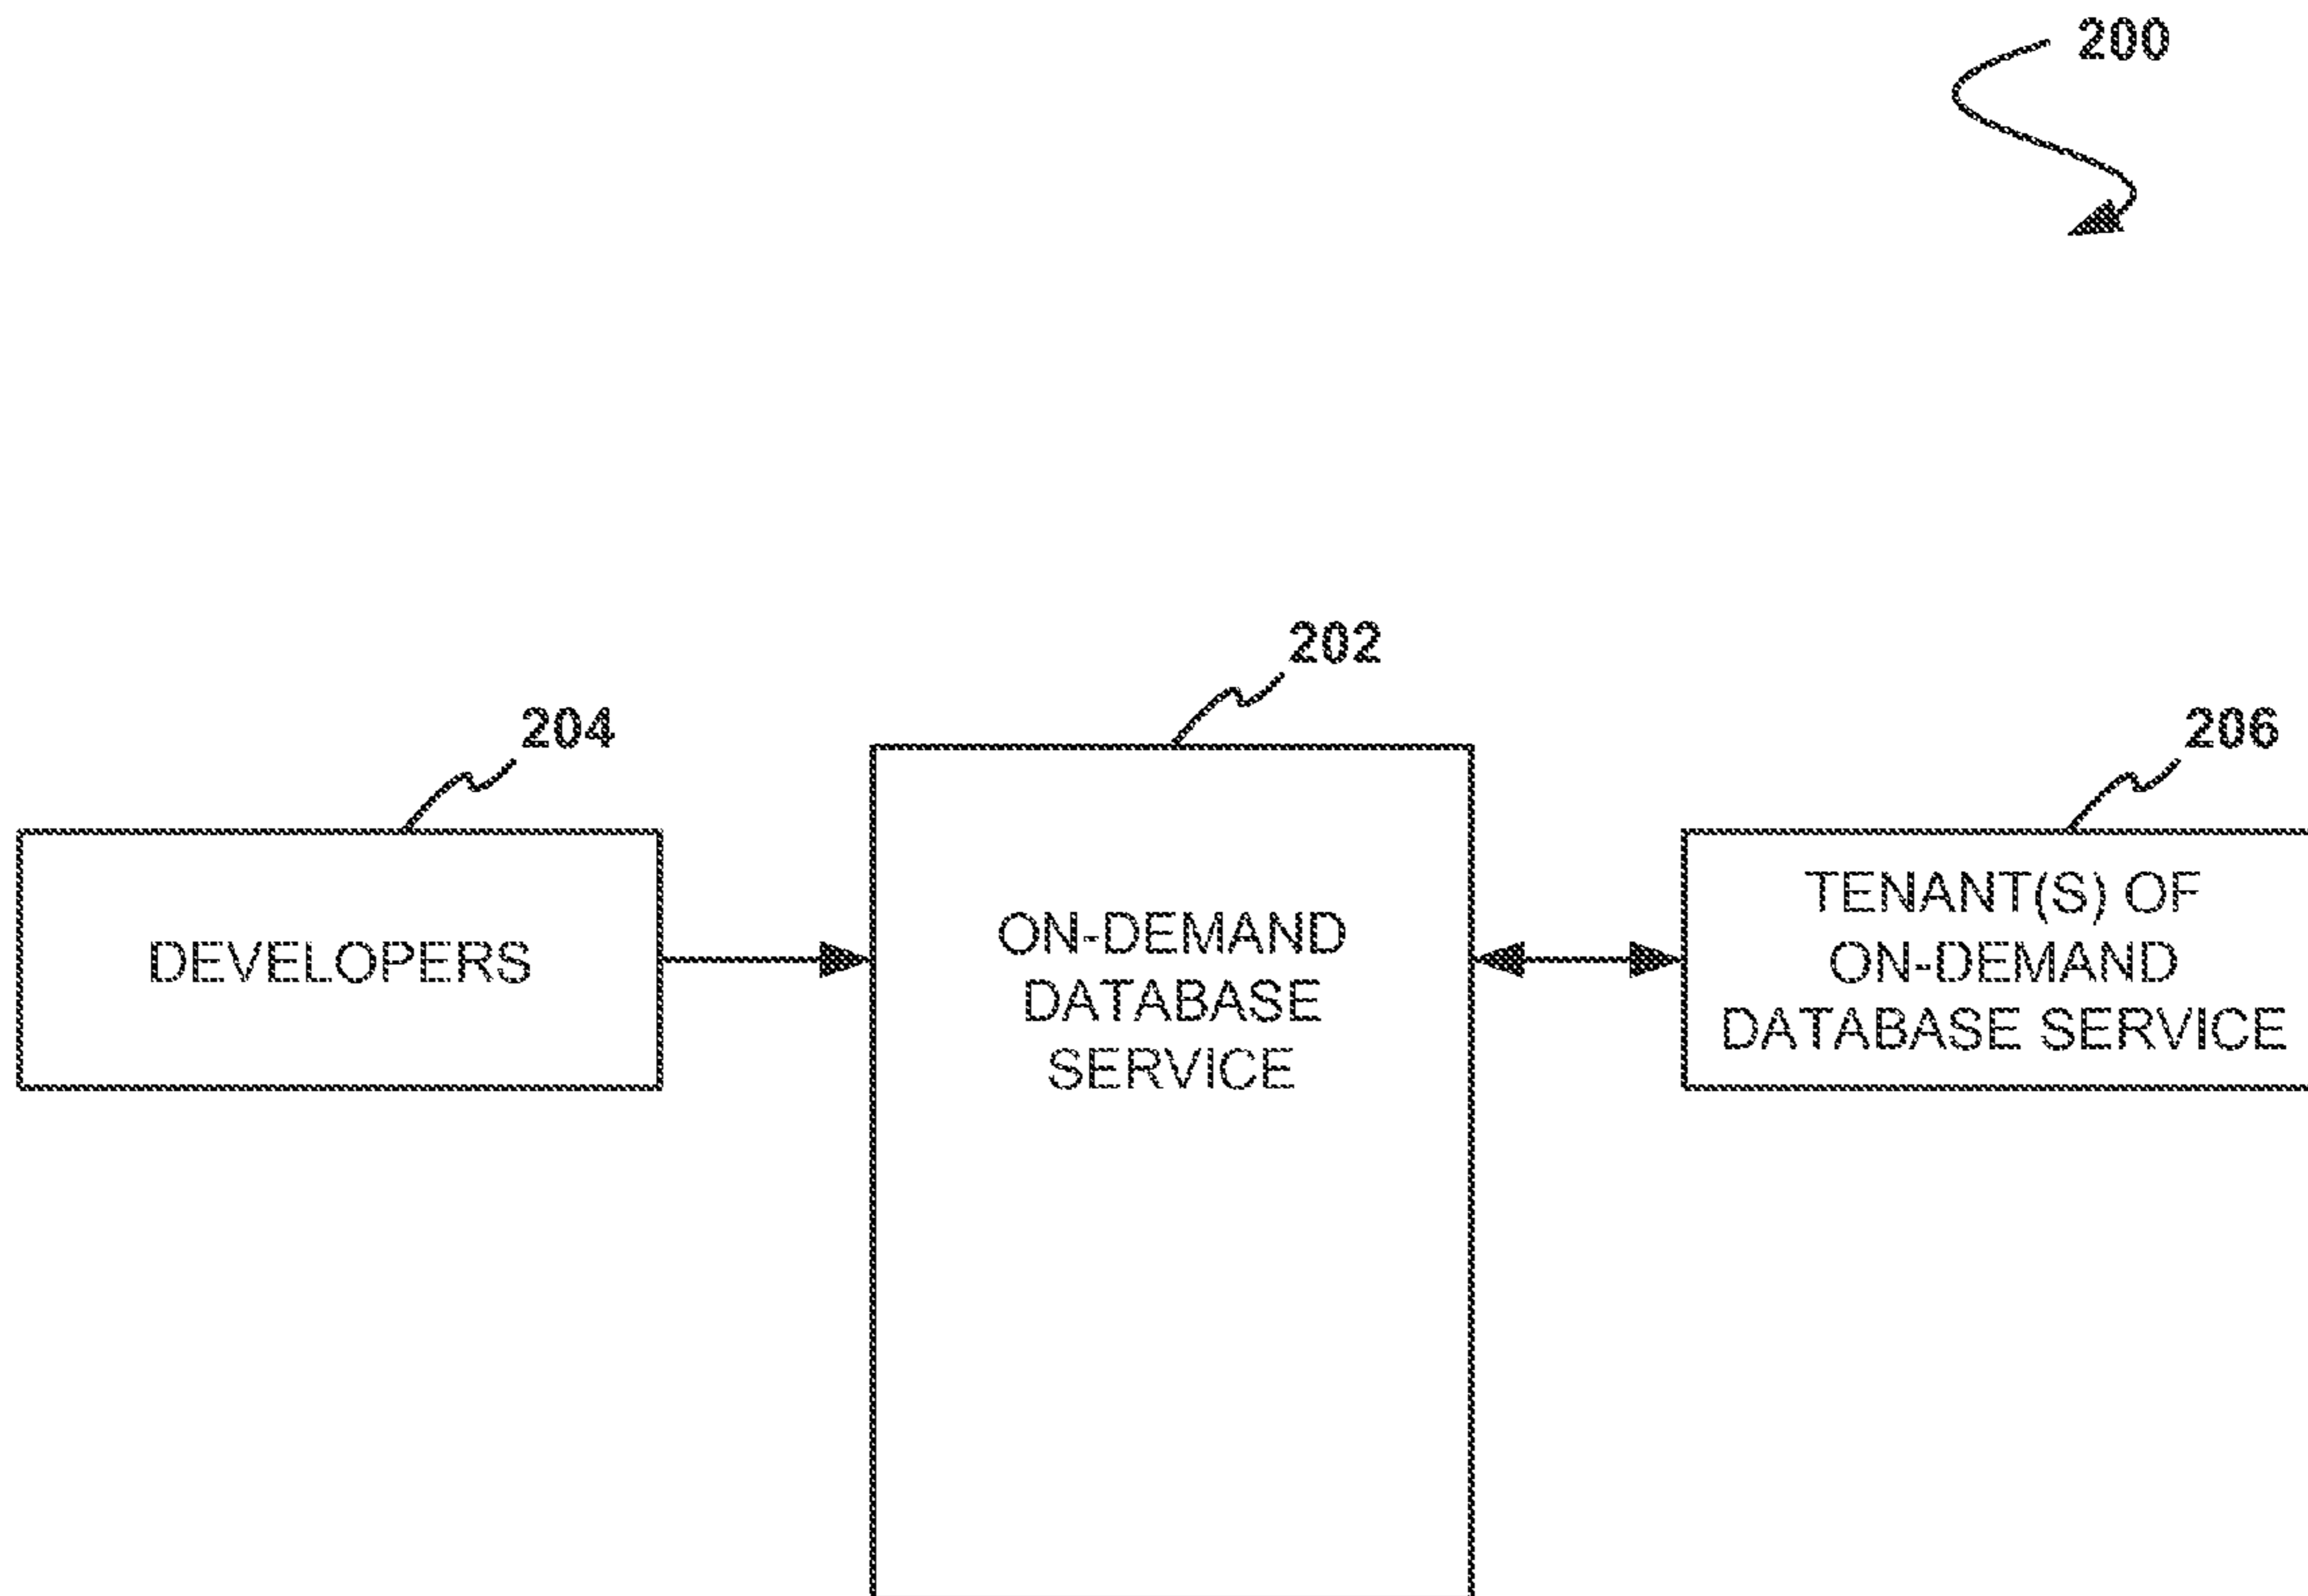 200
202
204
206
DEVELOPERS
ON-DEMAND
DATABASE
SERVICE
TENANT(S) OF
ON-DEMAND
DATABASE SERVICE